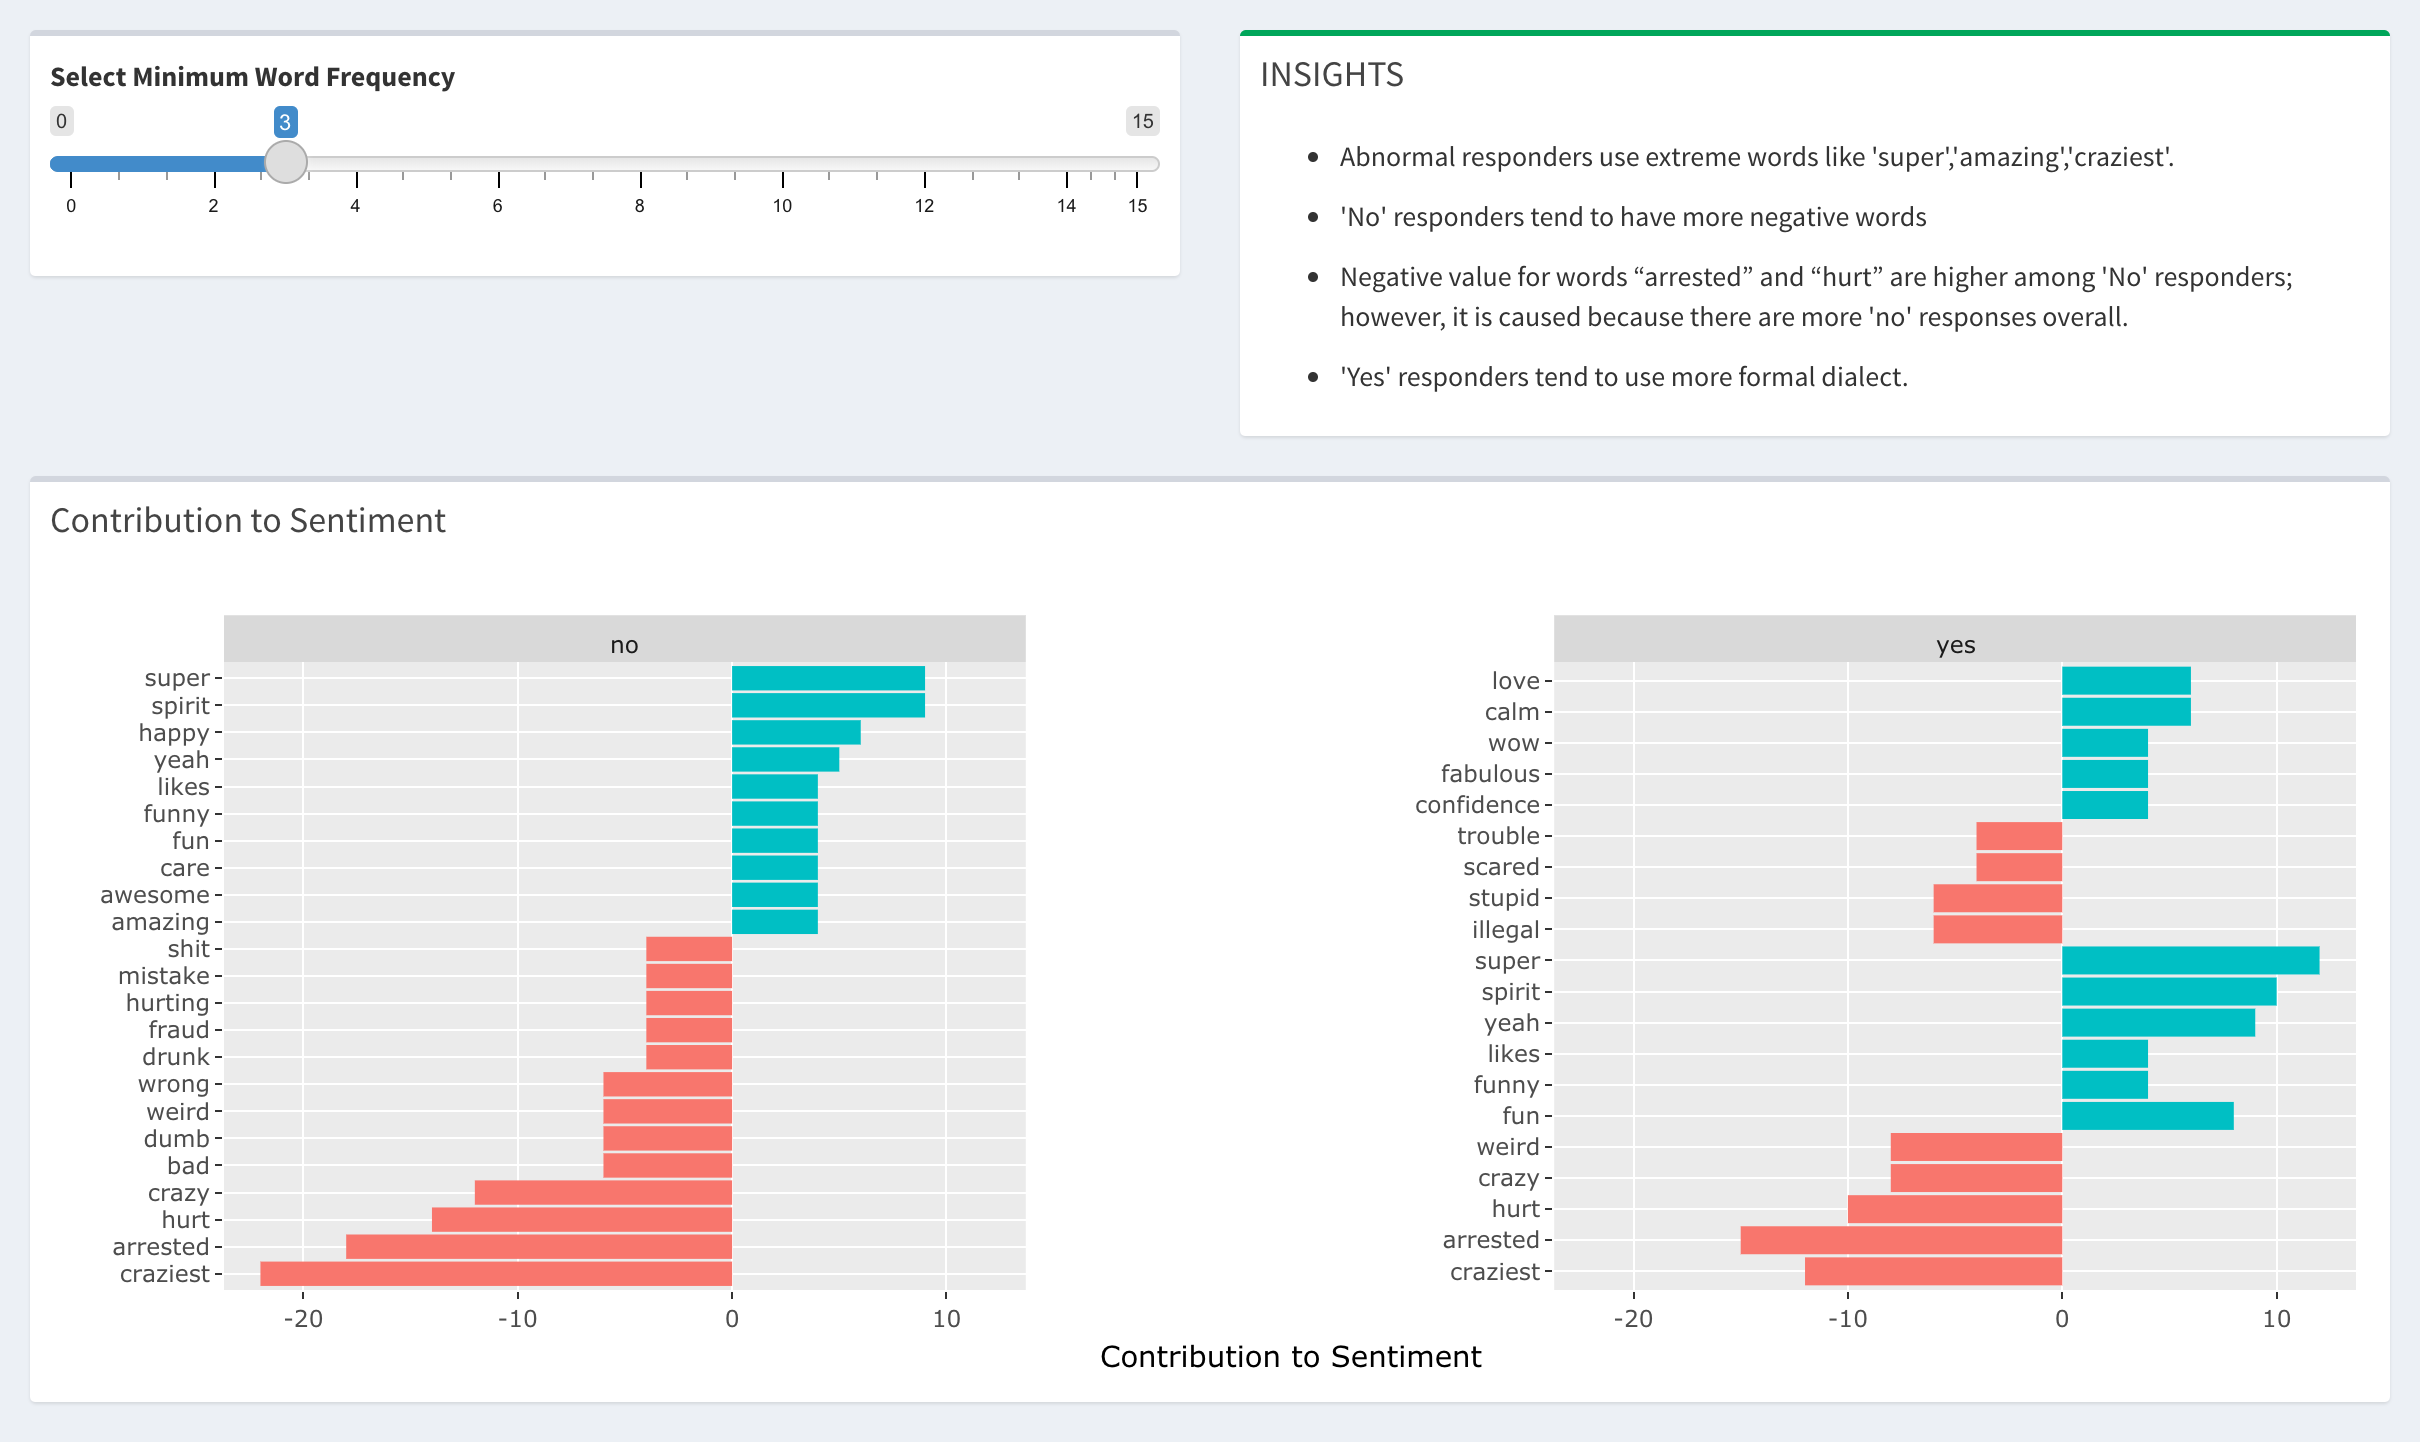 Select Minimum Word Frequency
0 3 15
0 2 4 6 8 10 12 14 15
INSIGHTS
Abnormal responders use extreme words like 'super','amazing','craziest'.
'No' responders tend to have more negative words
Negative value for words “arrested” and “hurt” are higher among 'No' responders;
however, it is caused because there are more 'no' responses overall.
'Yes' responders tend to use more formal dialect.
Contribution to Sentiment
no
super
spirit
happy
yeah
likes
funny
fun
care
awesome
amazing
shit
mistake
hurting
fraud
drunk
wrong
weird
dumb
bad
crazy
hurt
arrested
craziest
-20 -10 0 10
yes
love
calm
wow
fabulous
confidence
trouble
scared
stupid
illegal
super
spirit
yeah
likes
funny
fun
weird
crazy
hurt
arrested
craziest
-20 -10 0 10
Contribution to Sentiment